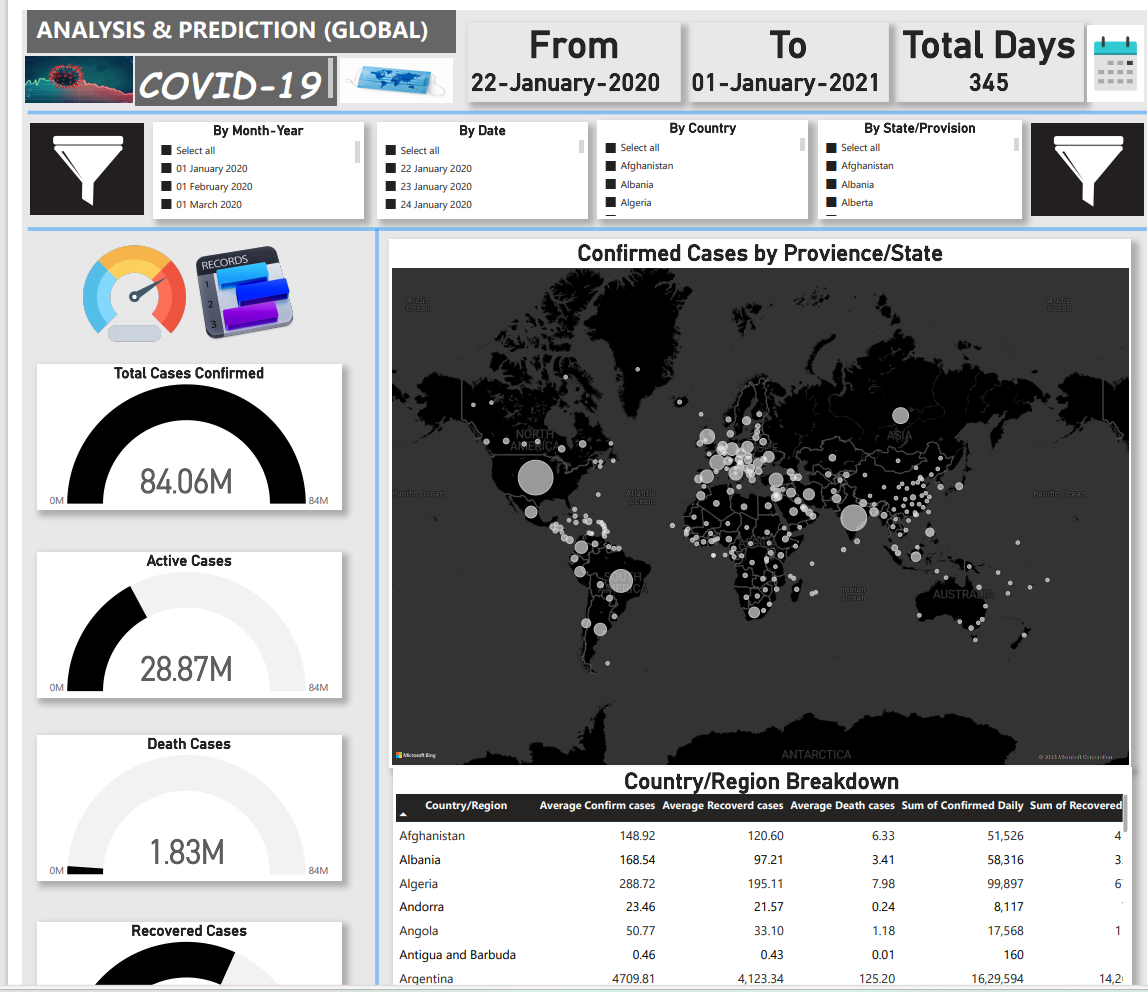 ANALYSIS & PREDICTION (GLOBAL)
COVID-19
From
22-January-2020
To
01-January-2021
Total Days
345
By Month-Year
Select all
01 January 2020
01 February 2020
01 March 2020
By Date
Select all
22 January 2020
23 January 2020
24 January 2020
By Country
Select all
Afghanistan
Albania
Algeria
By State/Provision
Select all
Afghanistan
Albania
Alberta
RECORDS
1
2
3
Total Cases Confirmed
84.06M
0M
84M
Active Cases
28.87M
0M
84M
Death Cases
1.83M
0M
84M
Recovered Cases
Confirmed Cases by Provience/State
Arctic
Ocean
Arctic
Ocean
NORTH
AMERICA
ASIA
Pacific Ocean
Atlantic
Ocean
Pacific Ocean
SOUTH
AMERICA
Indian
Ocean
AUSTRALIA
ANTARCTICA
Microsoft Bing
© 2023 Microsoft Corporation
Country/Region Breakdown
Country/Region Average Confirm cases Average Recoverd cases Average Death cases Sum of Confirmed Daily Sum of Recovered
Afghanistan 148.92 120.60 6.33 51,526 4
Albania 168.54 97.21 3.41 58,316 3
Algeria 288.72 195.11 7.98 99,897 6
Andorra 23.46 21.57 0.24 8,117
Angola 50.77 33.10 1.18 17,568 1
Antigua and Barbuda 0.46 0.43 0.01 160
Argentina 4709.81 4,123.34 125.20 16,29,594 14,2